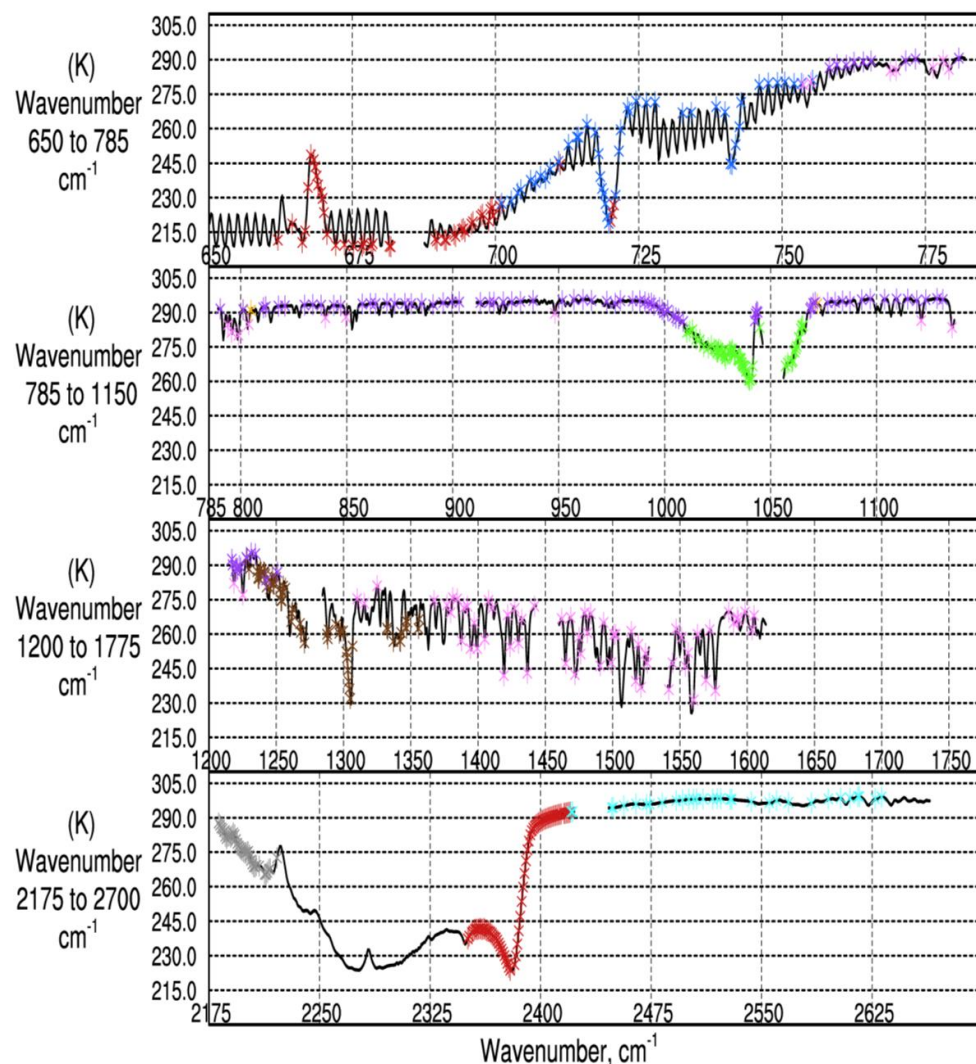 305.0
(K)
Wavenumber
650 to 785
cm-1
290.0
275.0
260.0
245.0
230.0
215.0
650 675 700 725 750 775
305.0
(K)
Wavenumber
785 to 1150
cm-1
290.0
275.0
260.0
245.0
230.0
215.0
785 800 850 900 950 1000 1050 1100
305.0
(K)
Wavenumber
1200 to 1775
cm-1
290.0
275.0
260.0
245.0
230.0
215.0
1200 1250 1300 1350 1400 1450 1500 1550 1600 1650 1700 1750
305.0
(K)
Wavenumber
2175 to 2700
cm-1
290.0
275.0
260.0
245.0
230.0
215.0
2175 2250 2325 2400 2475 2550 2625
Wavenumber, cm-1